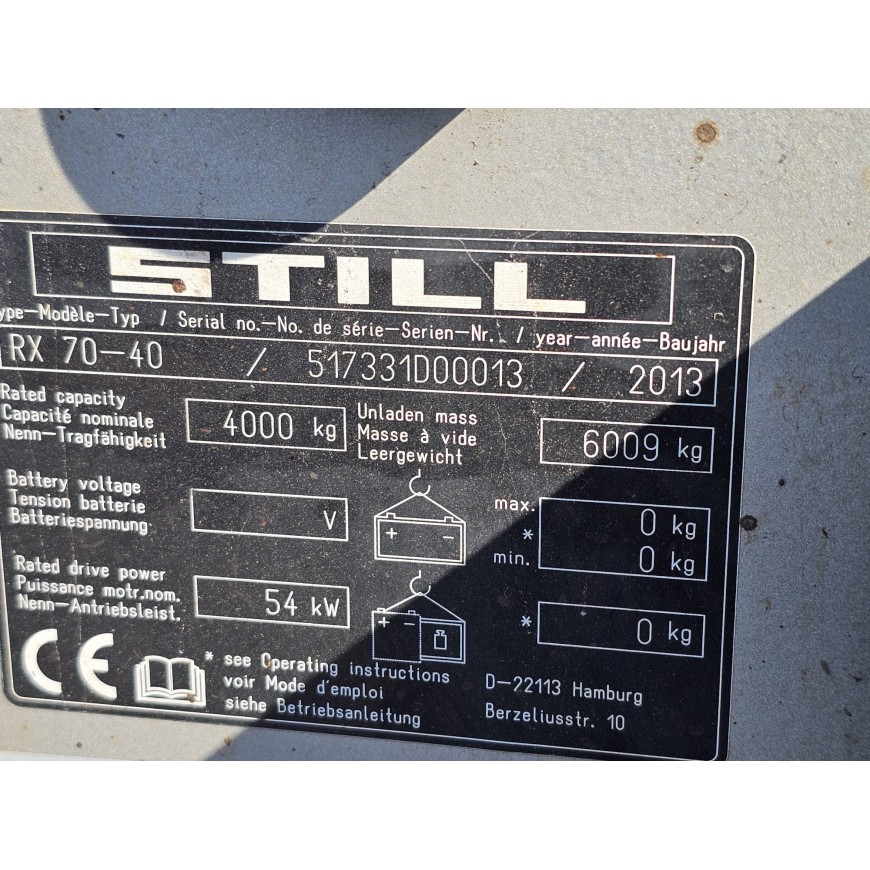 STILL
ype-Modèle-Typ / Serial no.-No. de série-Serien-Nr. / year-année-Baujahr
RX 70-40 / 517331D00013 / 2013
Rated capacity
Capacité nominale
Nenn-Tragfähigkeit
4000 kg
Unladen mass
Masse à vide
Leergewicht
6009 kg
Battery voltage
Tension batterie
Batteriespannung
V
+ -
max.
*
min.
0 kg
0 kg
Rated drive power
Puissance motr.nom.
Nenn-Antriebsleist.
54 kW
+ -
* 0 kg
CE
* see Operating instructions
voir Mode d'emploi
siehe Betriebsanleitung
D-22113 Hamburg
Berzeliusstr. 10